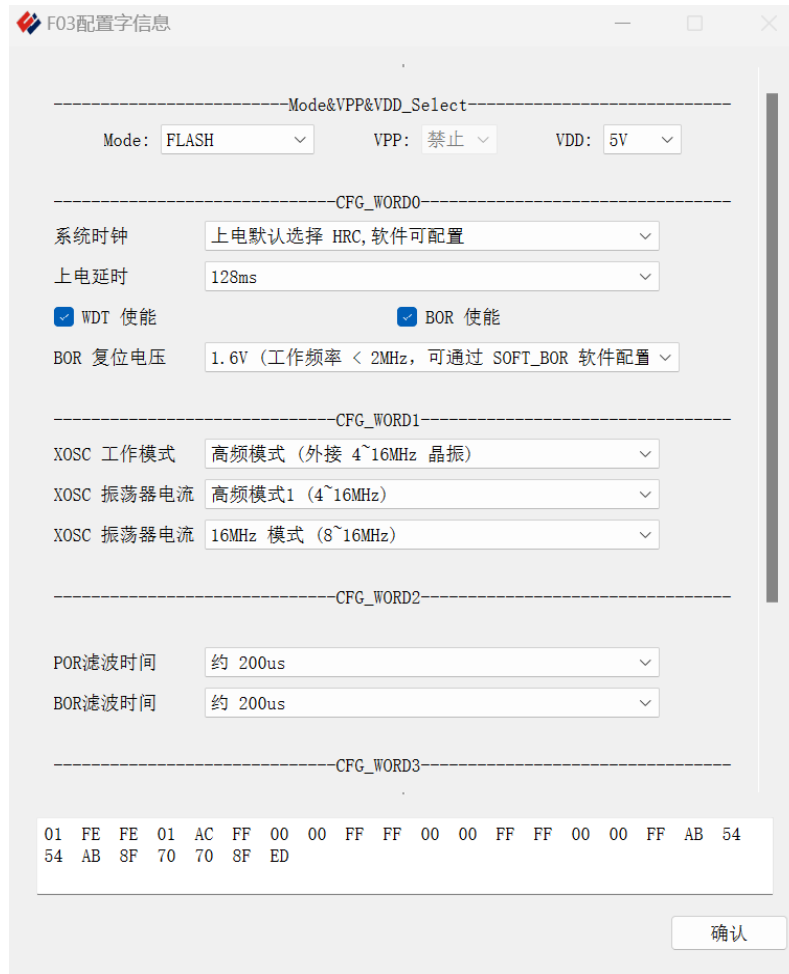 F03配置字信息
-------------------------Mode&VPP&VDD_Select----------------------------
Mode: FLASH VPP: 禁止 VDD: 5V
------------------------------CFG_WORD0---------------------------------
系统时钟 上电默认选择 HRC,软件可配置
上电延时 128ms
WDT 使能 BOR 使能
BOR 复位电压 1.6V (工作频率 < 2MHz, 可通过 SOFT_BOR 软件配置
------------------------------CFG_WORD1---------------------------------
XOSC 工作模式 高频模式 (外接 4~16MHz 晶振)
XOSC 振荡器电流 高频模式1 (4~16MHz)
XOSC 振荡器电流 16MHz 模式 (8~16MHz)
------------------------------CFG_WORD2---------------------------------
POR滤波时间 约 200us
BOR滤波时间 约 200us
------------------------------CFG_WORD3---------------------------------
01 FE FE 01 AC FF 00 00 FF FF 00 00 FF FF 00 00 FF AB 54
54 AB 8F 70 70 8F ED
确认